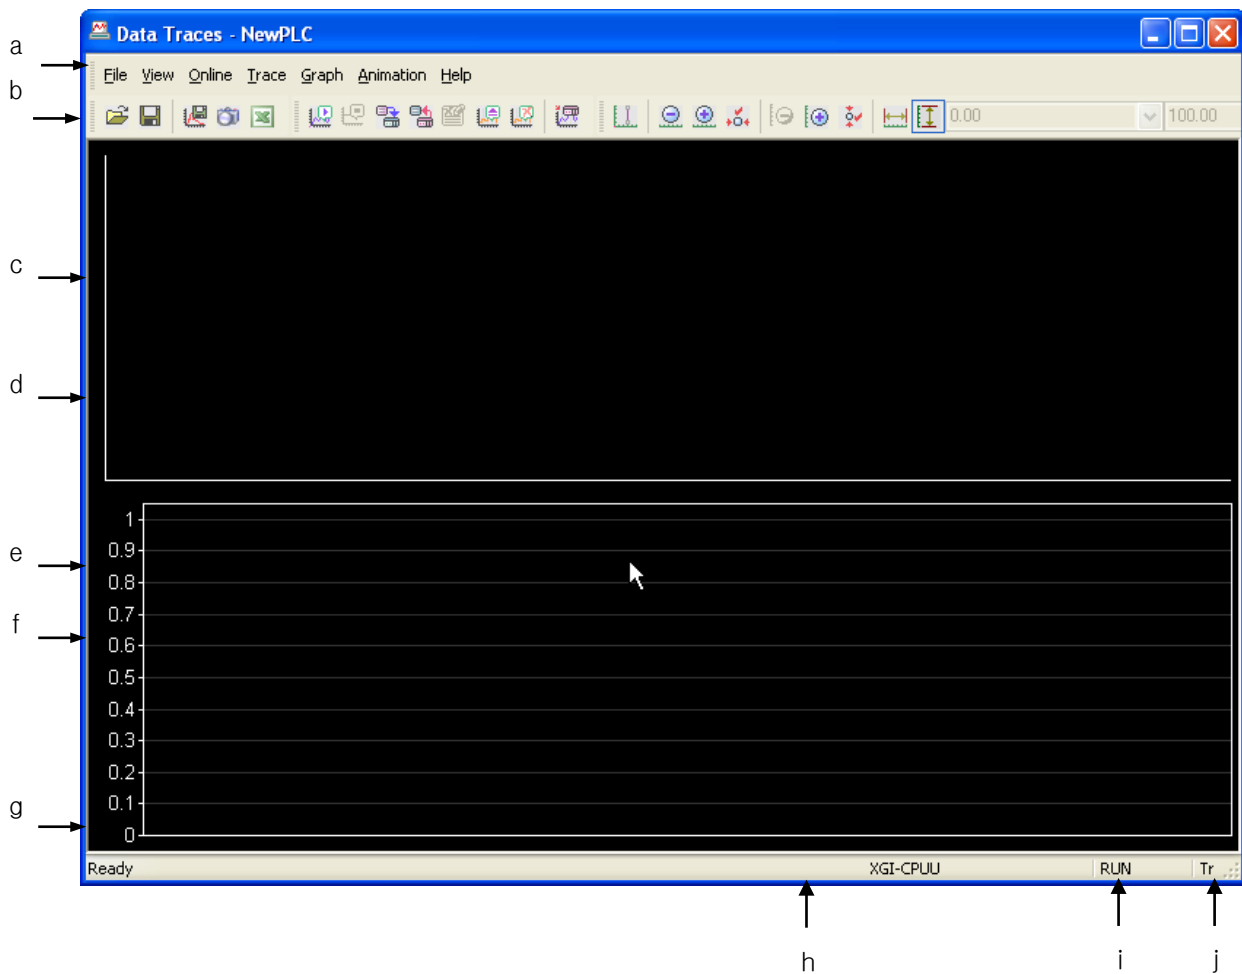 Data Traces - NewPLC
a
File View Online Trace Graph Animation Help
b
0.00 100.00
c
d
1
0.9
e
0.8
0.7
f
0.6
0.5
0.4
0.3
0.2
g
0.1
0
Ready XGI-CPUU RUN Tr
h i j